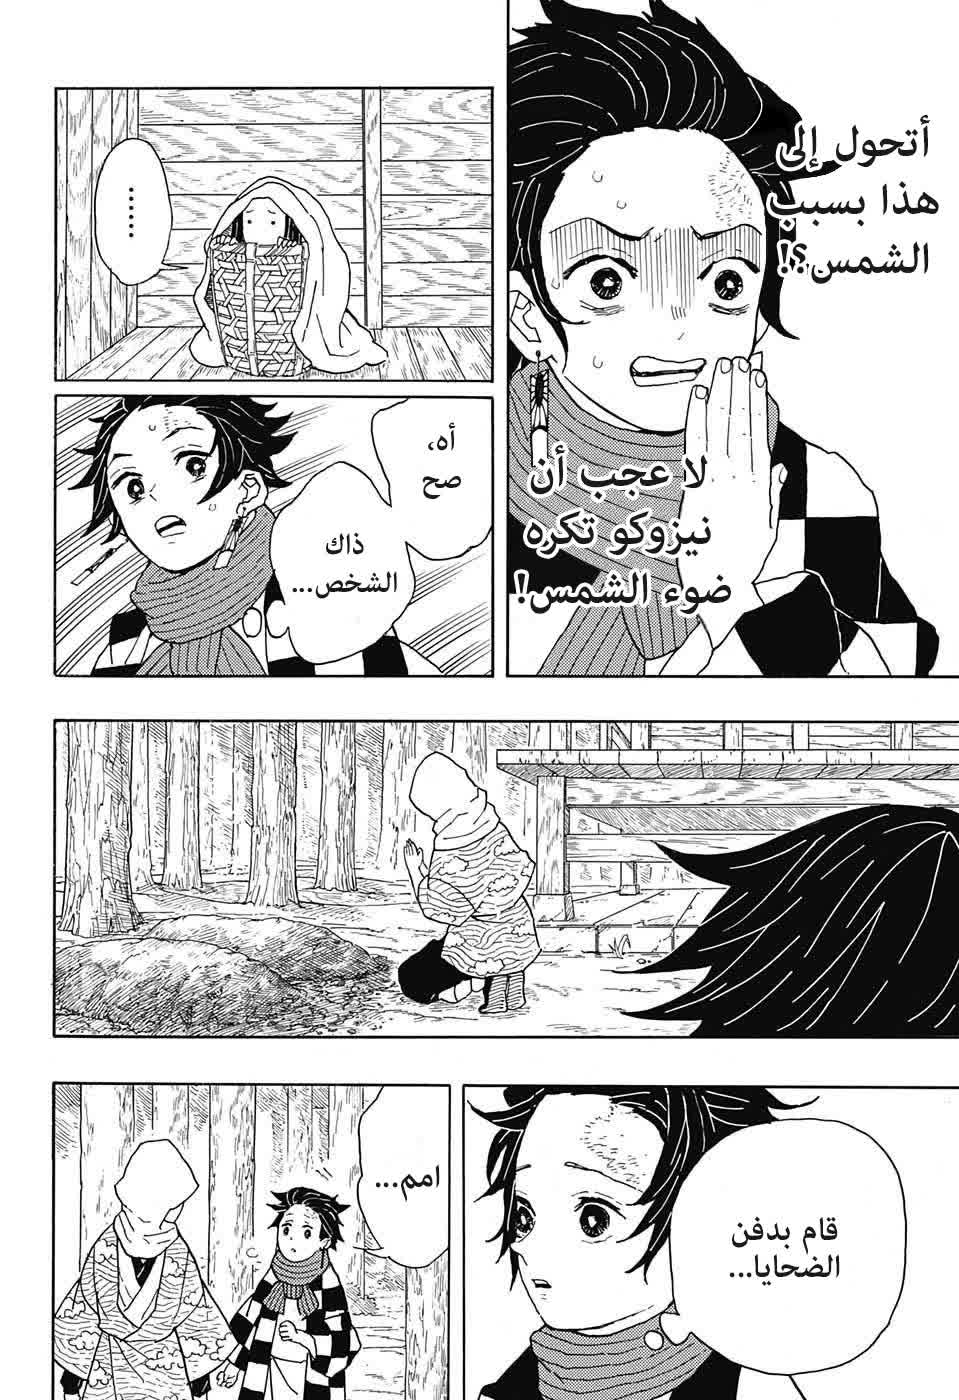 أتحول إلى
هذا بسبب
الشمس؟!
لا عجب أن
نيزوكو تكره
ضوء الشمس!
......
أه،
صح
ذاك
الشخص...
قام بدفن
الضحايا...
امم...